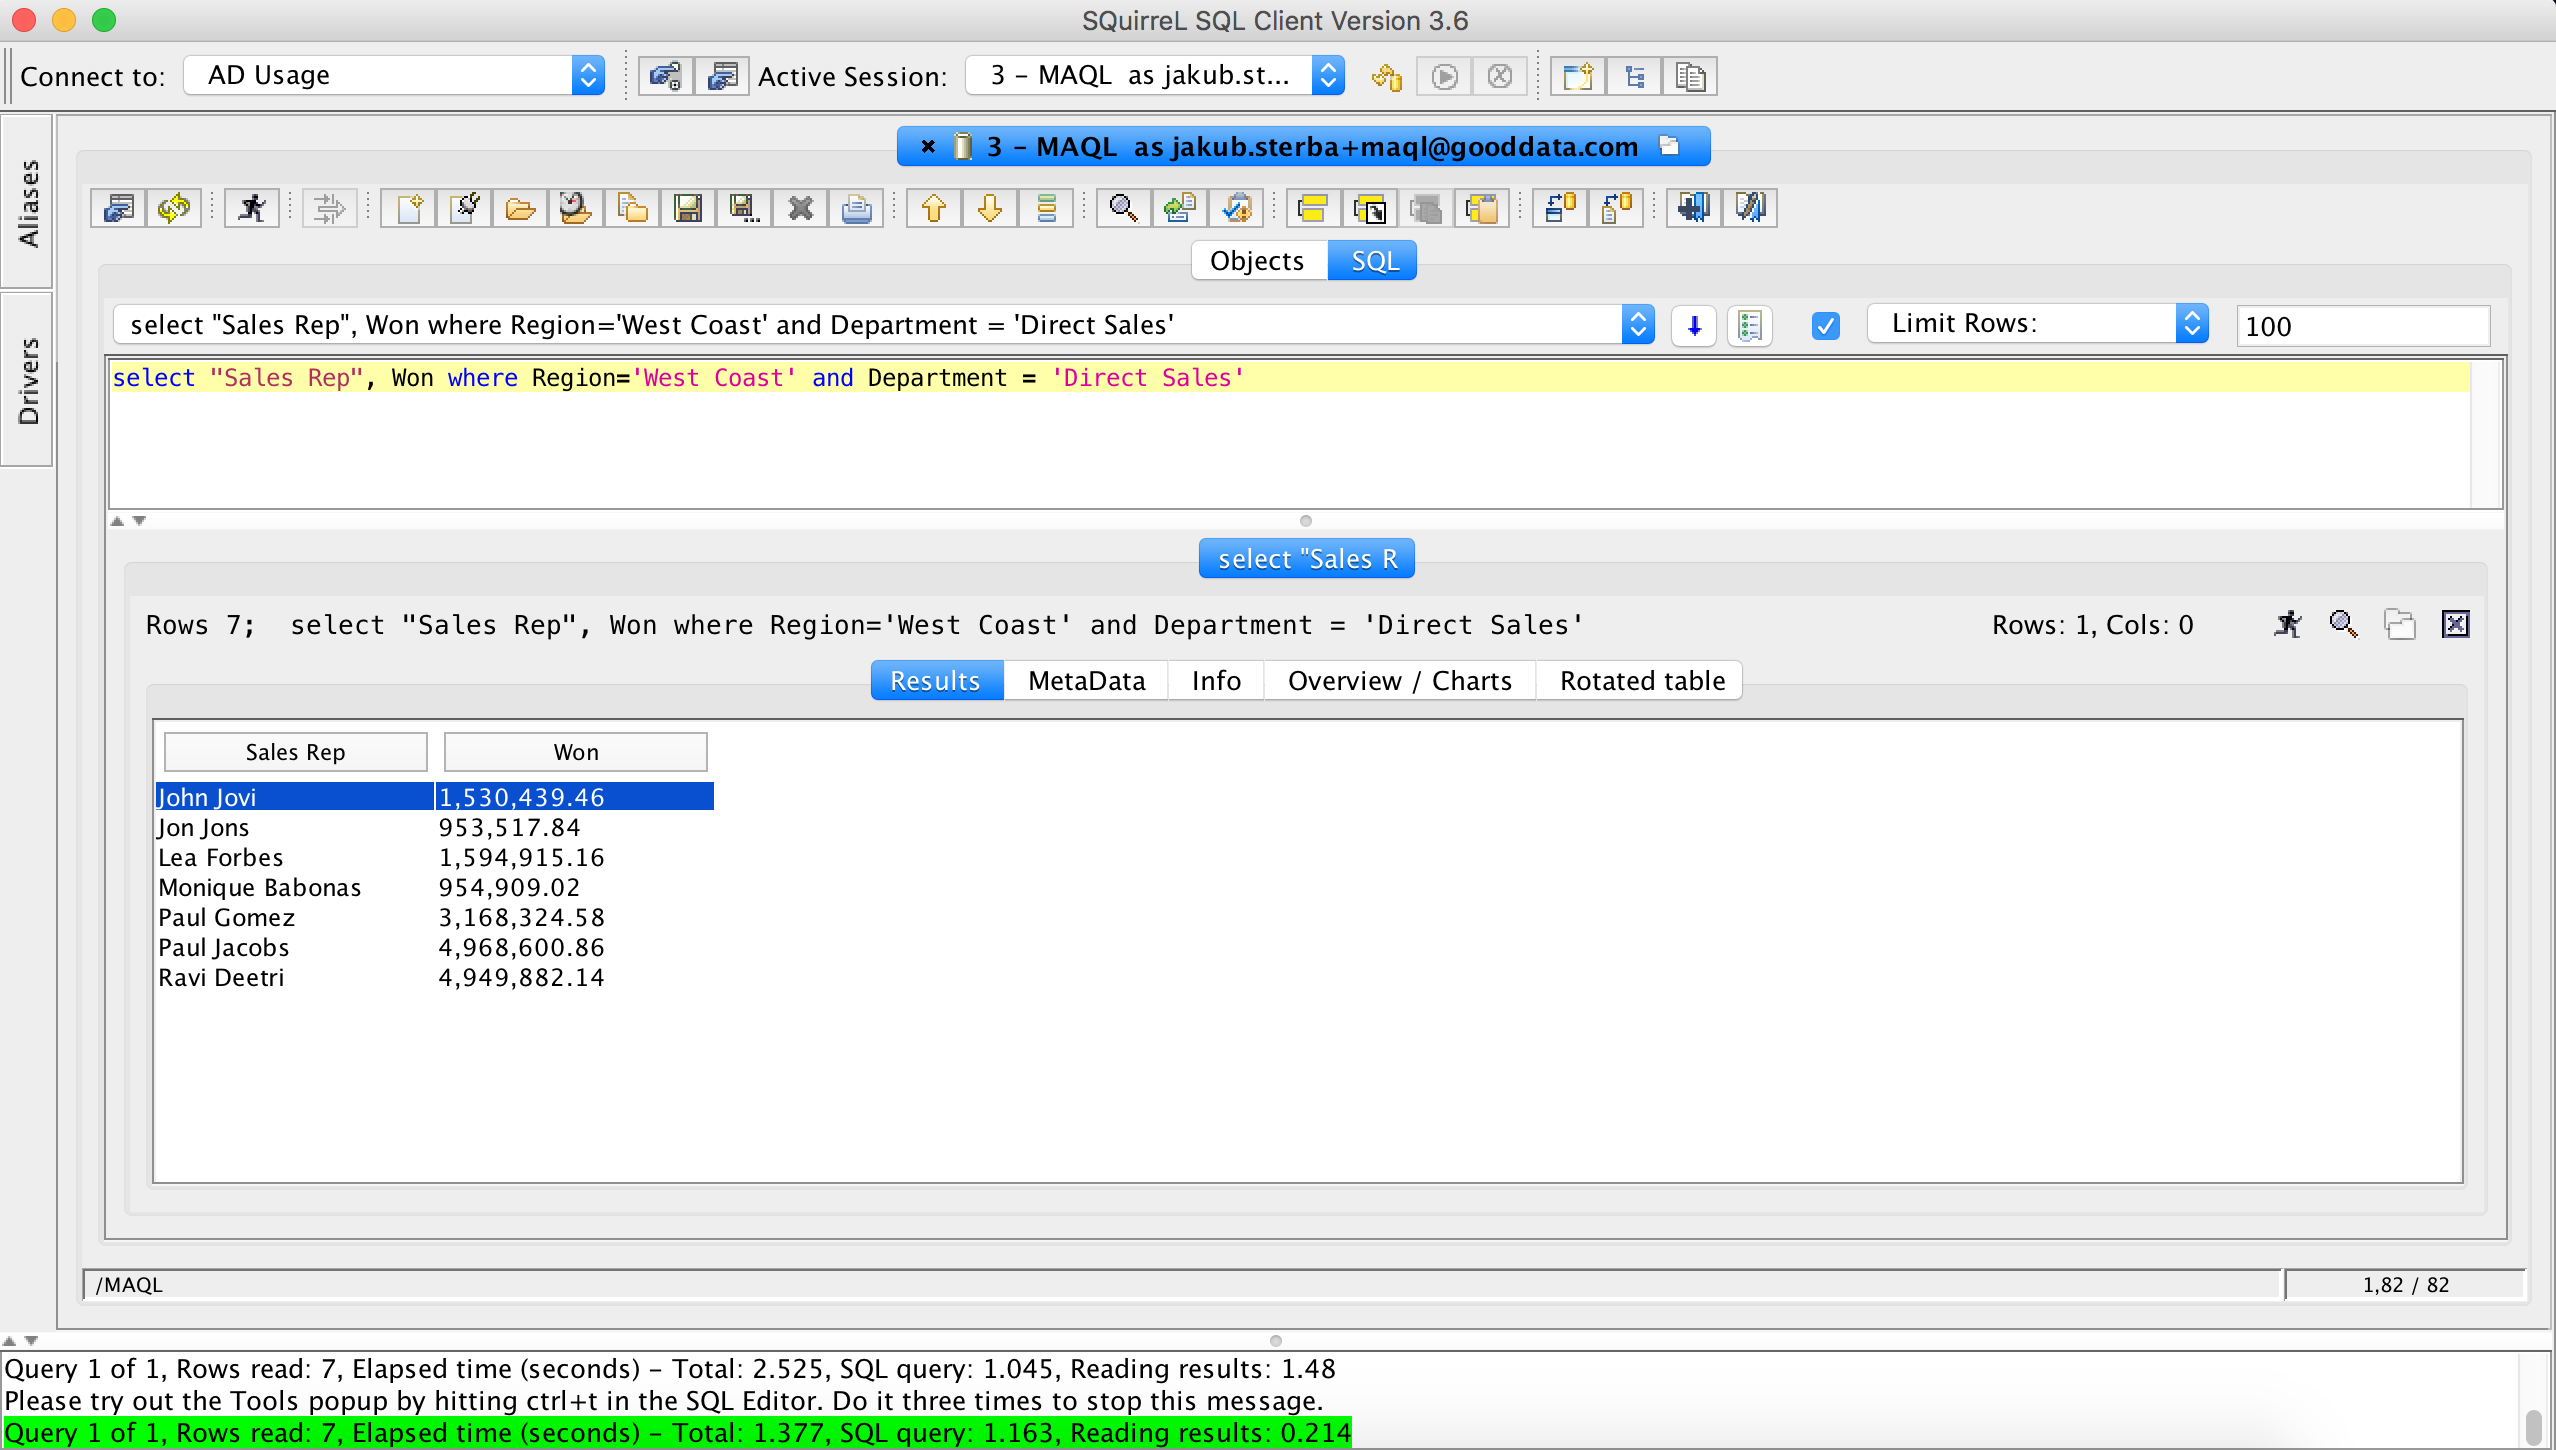 SQuirreL SQL Client Version 3.6
Connect to: AD Usage Active Session: 3 - MAQL as jakub.st...
Aliases
Drivers
3 - MAQL as jakub.sterba+maql@gooddata.com
Objects SQL
select "Sales Rep", Won where Region='West Coast' and Department = 'Direct Sales' Limit Rows: 100
select "Sales Rep", Won where Region='West Coast' and Department = 'Direct Sales'
select "Sales R
Rows 7; select "Sales Rep", Won where Region='West Coast' and Department = 'Direct Sales' Rows: 1, Cols: 0
Results MetaData Info Overview / Charts Rotated table
Sales Rep Won
John Jovi 1,530,439.46
Jon Jons 953,517.84
Lea Forbes 1,594,915.16
Monique Babonas 954,909.02
Paul Gomez 3,168,324.58
Paul Jacobs 4,968,600.86
Ravi Deetri 4,949,882.14
/MAQL 1,82 / 82
Query 1 of 1, Rows read: 7, Elapsed time (seconds) - Total: 2.525, SQL query: 1.045, Reading results: 1.48
Please try out the Tools popup by hitting ctrl+t in the SQL Editor. Do it three times to stop this message.
Query 1 of 1, Rows read: 7, Elapsed time (seconds) - Total: 1.377, SQL query: 1.163, Reading results: 0.214